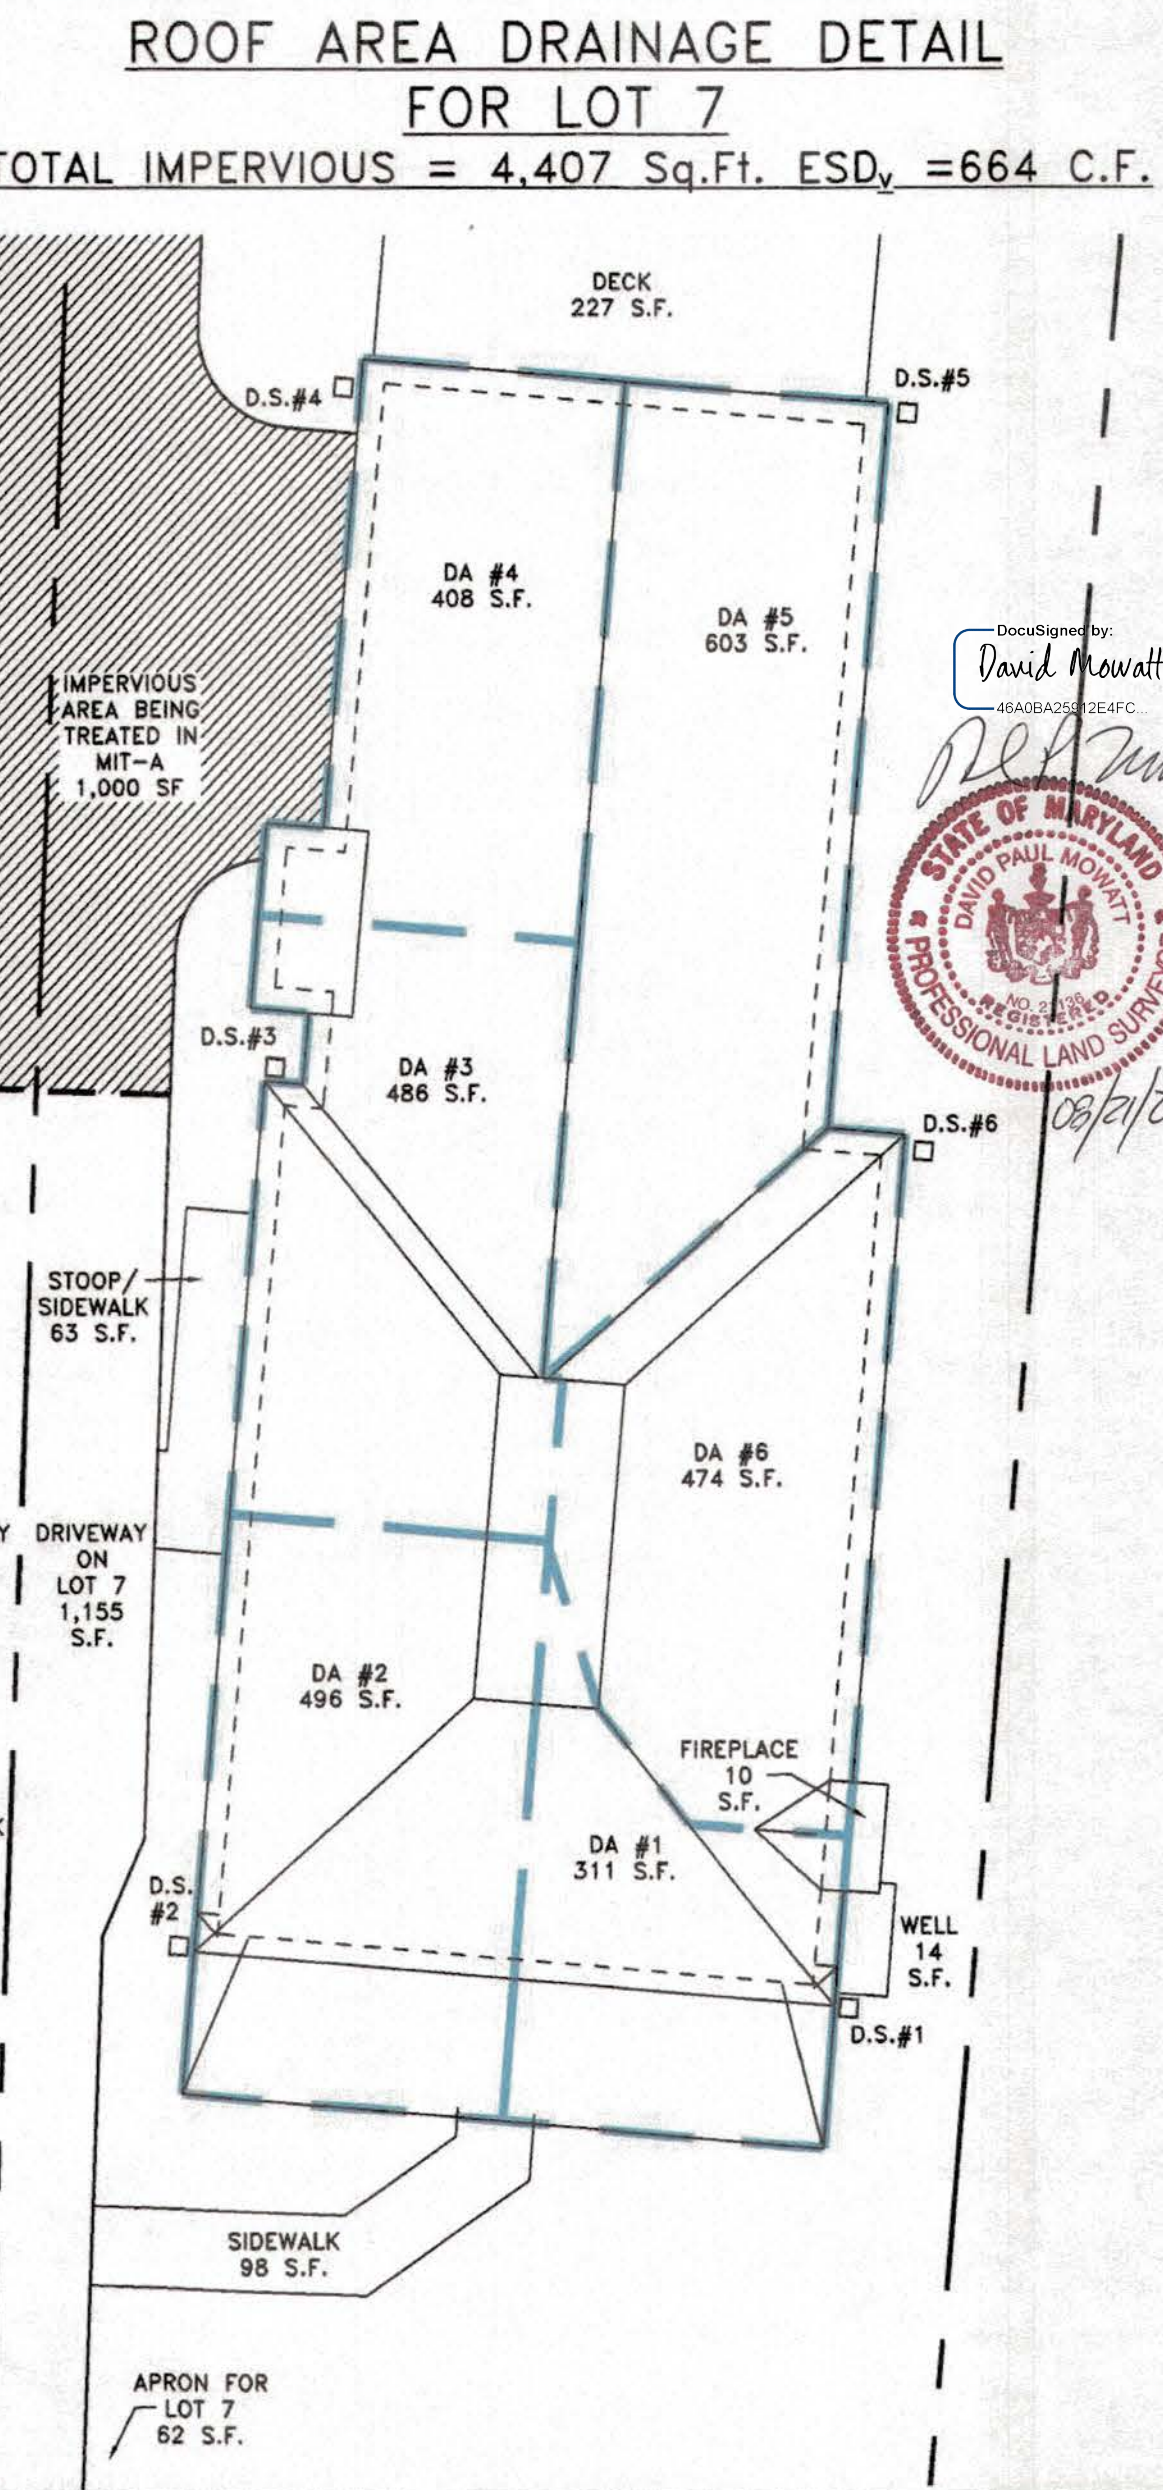 ROOF AREA DRAINAGE DETAIL
FOR LOT 7
TOTAL IMPERVIOUS = 4,407 Sq.Ft. ESDv =664 C.F.
DECK
227 S.F.
D.S.#4
D.S.#5
DA #4
408 S.F.
DA #5
603 S.F.
DocuSigned by:
David Mowatt
46A0BA25912E4FC...
IMPERVIOUS
AREA BEING
TREATED IN
MIT-A
1,000 SF
STATE OF MARYLAND
DAVID PAUL MOWATT
REGISTERED
PROFESSIONAL LAND
D.S.#3
DA #3
486 S.F.
D.S.#6
STOOP/
SIDEWALK
63 S.F.
DA #6
474 S.F.
DRIVEWAY
ON
LOT 7
1,155
S.F.
DA #2
496 S.F.
FIREPLACE
10
S.F.
DA #1
311 S.F.
D.S.
#2
WELL
14
S.F.
D.S.#1
SIDEWALK
98 S.F.
APRON FOR
LOT 7
62 S.F.